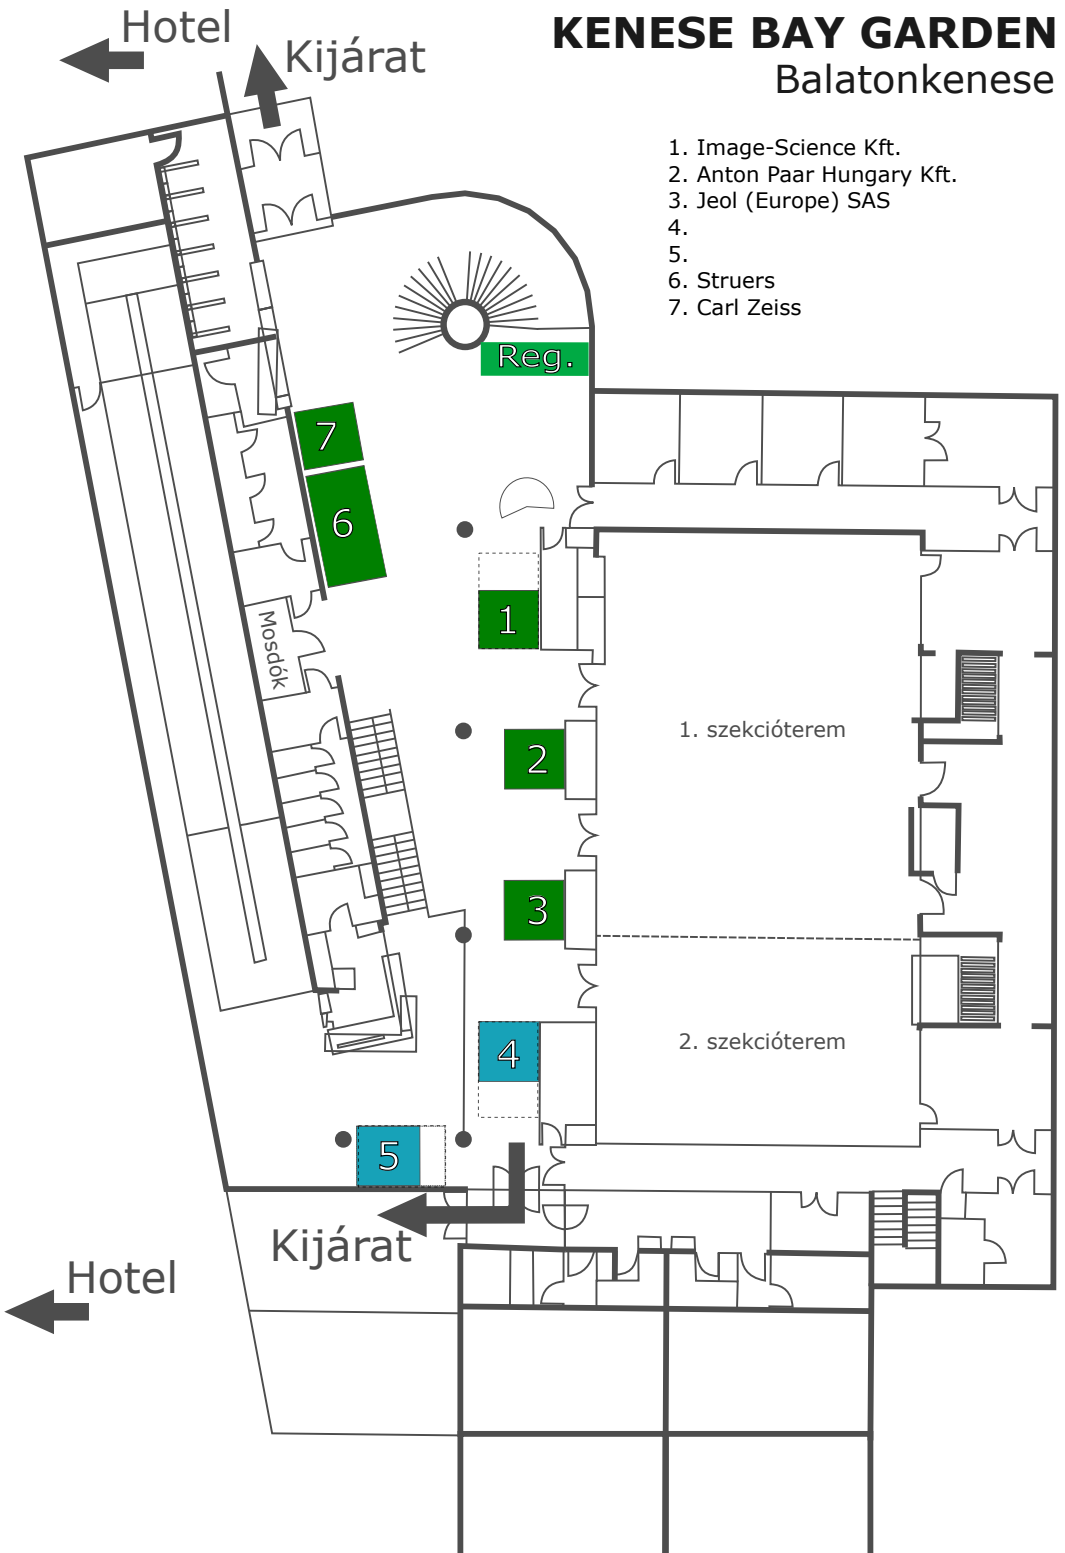 Hotel
Kijárat
KENESE BAY GARDEN
Balatonkenese
1. Image-Science Kft.
2. Anton Paar Hungary Kft.
3. Jeol (Europe) SAS
4.
5.
6. Struers
7. Carl Zeiss
Reg.
7
6
1
Mosdók
2
1. szekcióterem
3
4
2. szekcióterem
5
Kijárat
Hotel